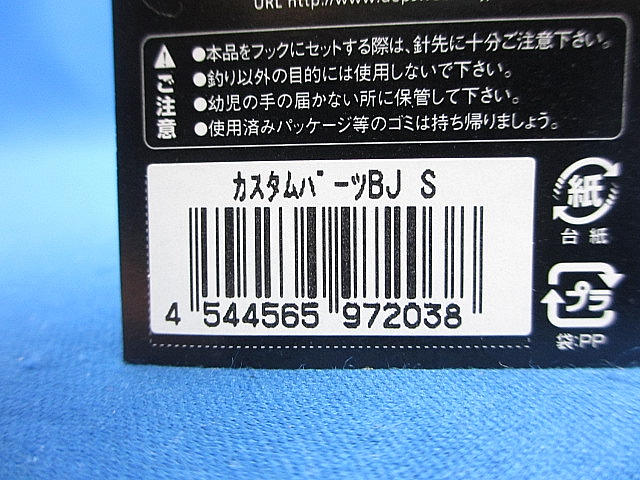 URL http://www.deps
ご注意
●本品をフックにセットする際は、針先に十分ご注意下さい。
●釣り以外の目的には使用しないで下さい。
●幼児の手の届かない所に保管して下さい。
●使用済みパッケージ等のゴミは持ち帰りましょう。
カスタムパーツBJ S
4 544565 972038
紙
台紙
プラ
袋:PP